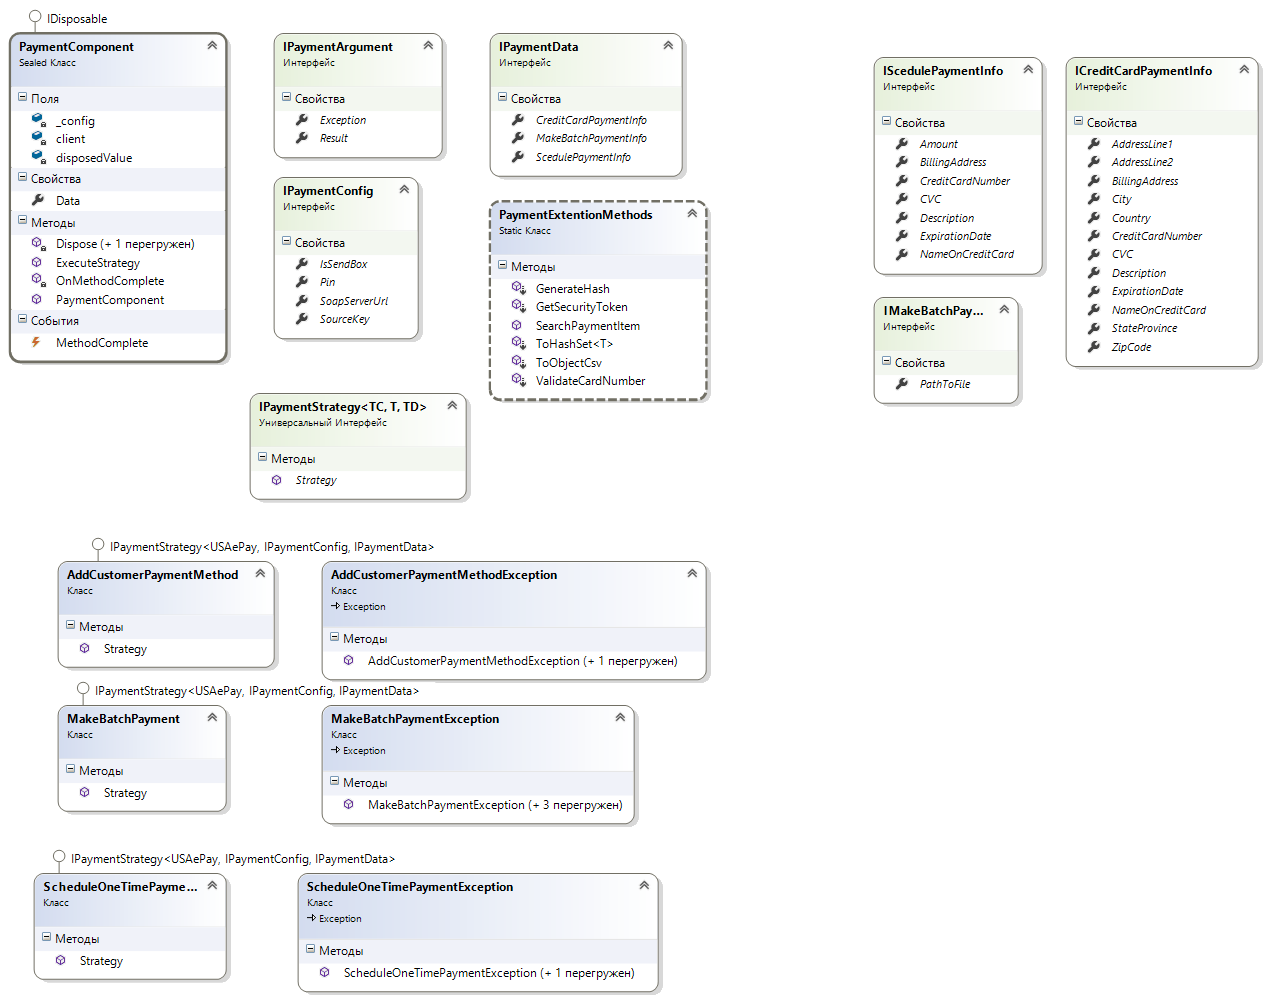 IDisposable
PaymentComponent
Sealed Класс
Поля
_config
client
disposedValue
Свойства
Data
Методы
Dispose (+ 1 перегружен)
ExecuteStrategy
OnMethodComplete
PaymentComponent
События
MethodComplete
IPaymentArgument
Интерфейс
Свойства
Exception
Result
IPaymentConfig
Интерфейс
Свойства
IsSendBox
Pin
SoapServerUrl
SourceKey
IPaymentData
Интерфейс
Свойства
CreditCardPaymentInfo
MakeBatchPaymentInfo
ScedulePaymentInfo
PaymentExtentionMethods
Static Класс
Методы
GenerateHash
GetSecurityToken
SearchPaymentItem
ToHashSet<T>
ToObjectCsv
ValidateCardNumber
IPaymentStrategy<TC, T, TD>
Универсальный Интерфейс
Методы
Strategy
IScedulePaymentInfo
Интерфейс
Свойства
Amount
BillingAddress
CreditCardNumber
CVC
Description
ExpirationDate
NameOnCreditCard
IMakeBatchPay...
Интерфейс
Свойства
PathToFile
ICreditCardPaymentInfo
Интерфейс
Свойства
AddressLine1
AddressLine2
BillingAddress
City
Country
CreditCardNumber
CVC
Description
ExpirationDate
NameOnCreditCard
StateProvince
ZipCode
IPaymentStrategy<USAePay, IPaymentConfig, IPaymentData>
AddCustomerPaymentMethod
Класс
Методы
Strategy
AddCustomerPaymentMethodException
Класс
Exception
Методы
AddCustomerPaymentMethodException (+ 1 перегружен)
IPaymentStrategy<USAePay, IPaymentConfig, IPaymentData>
MakeBatchPayment
Класс
Методы
Strategy
MakeBatchPaymentException
Класс
Exception
Методы
MakeBatchPaymentException (+ 3 перегружен)
IPaymentStrategy<USAePay, IPaymentConfig, IPaymentData>
ScheduleOneTimePayme...
Класс
Методы
Strategy
ScheduleOneTimePaymentException
Класс
Exception
Методы
ScheduleOneTimePaymentException (+ 1 перегружен)